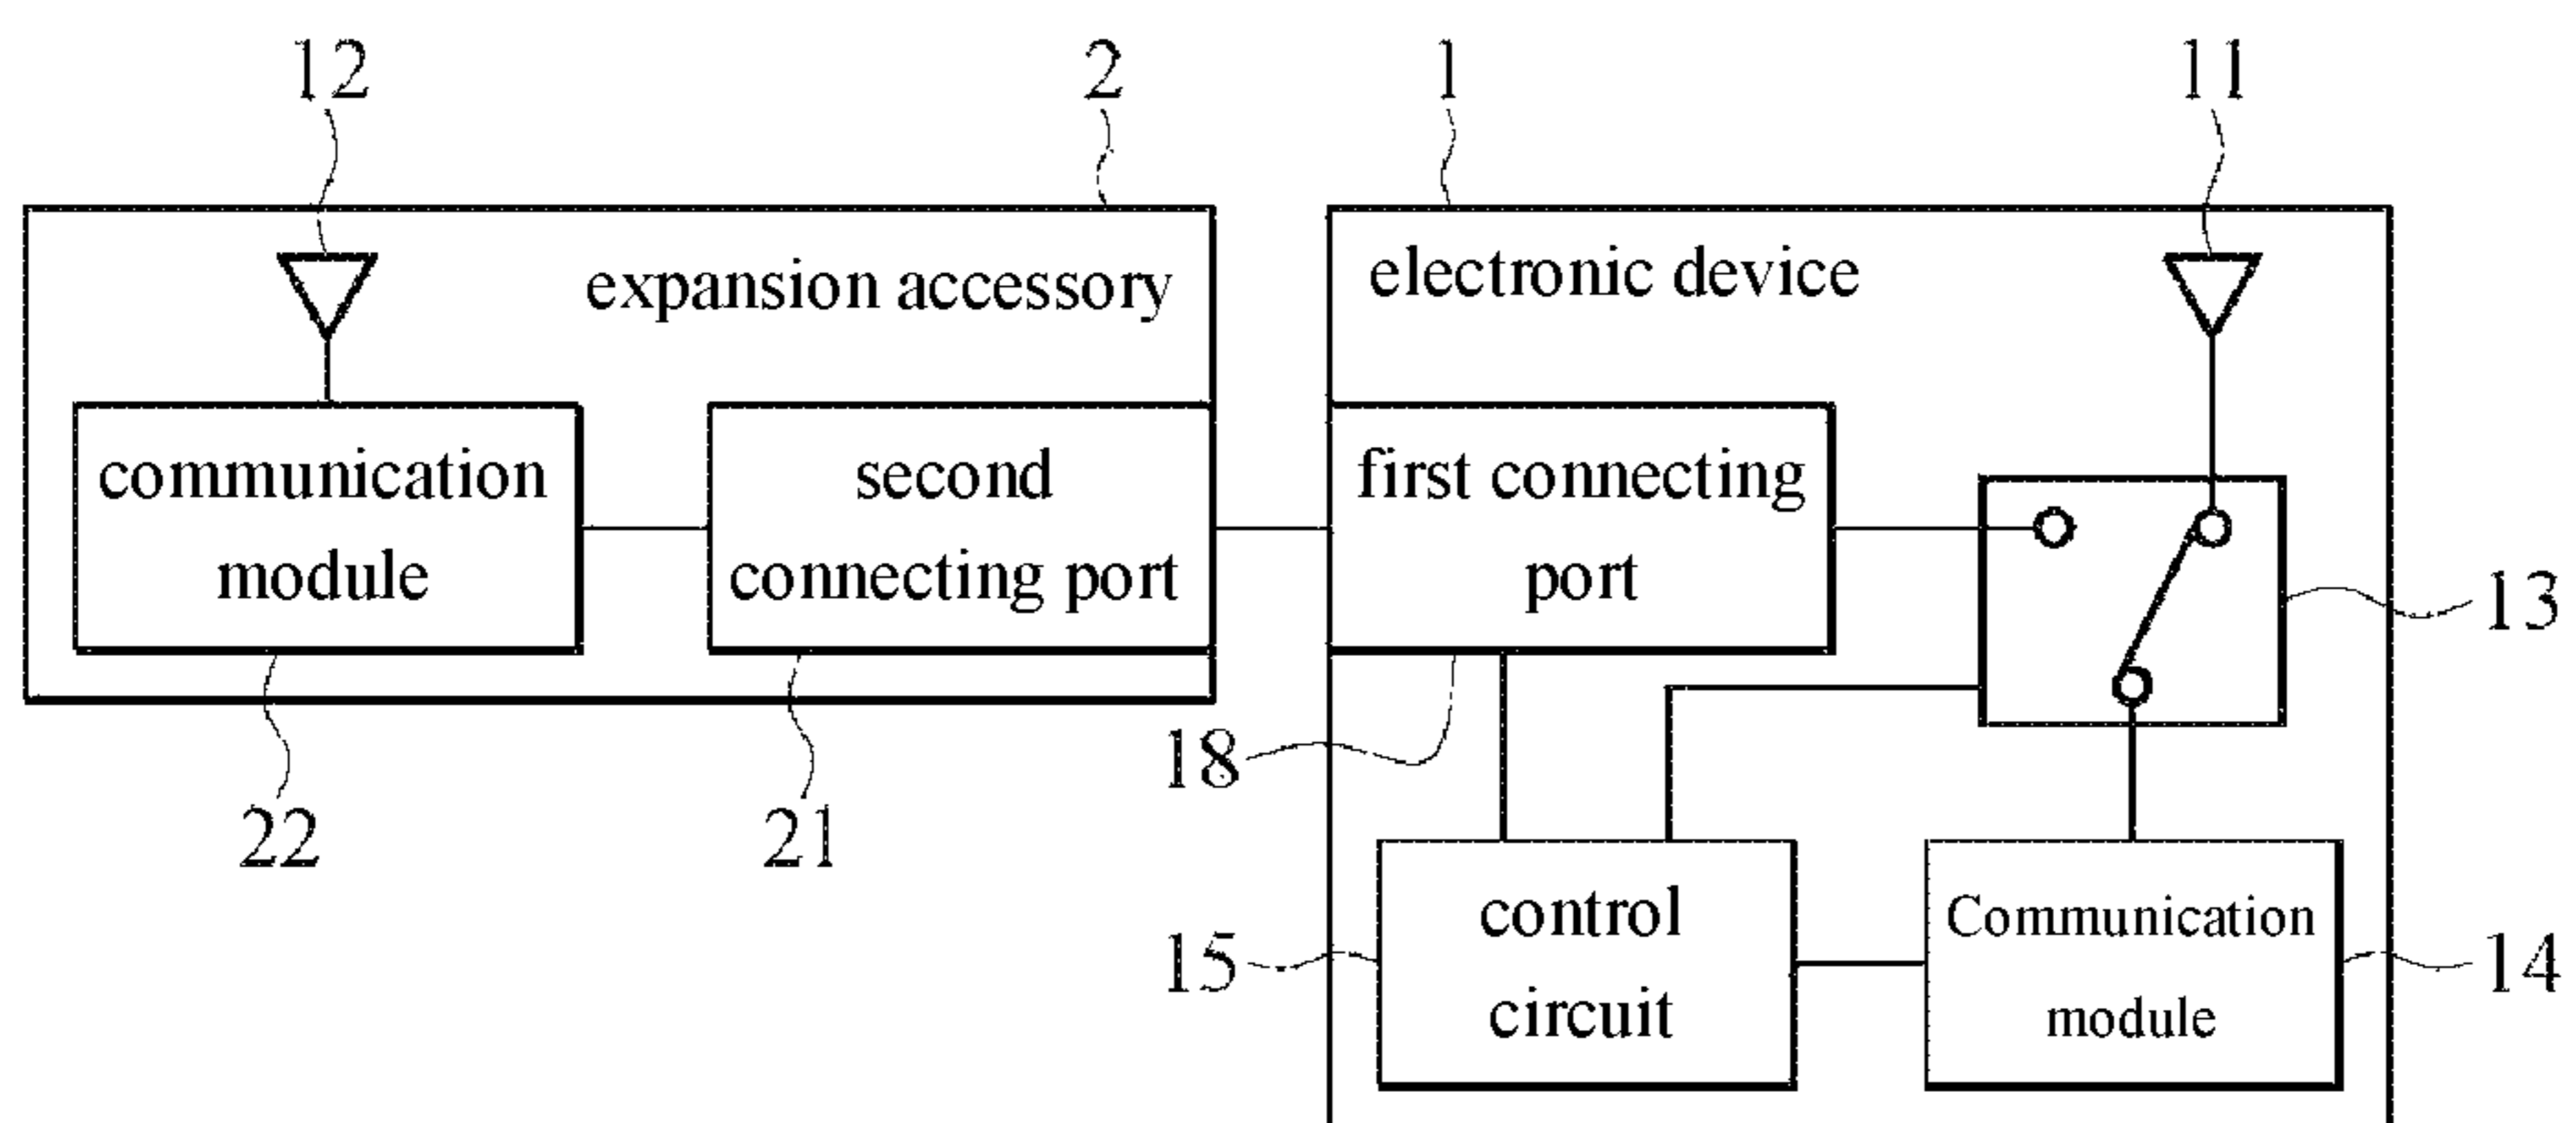 12
2
1
11
expansion accessory
electronic device
communication
module
second
connecting port
first connecting
port
13
18
22
21
control
circuit
Communication
module
15
14